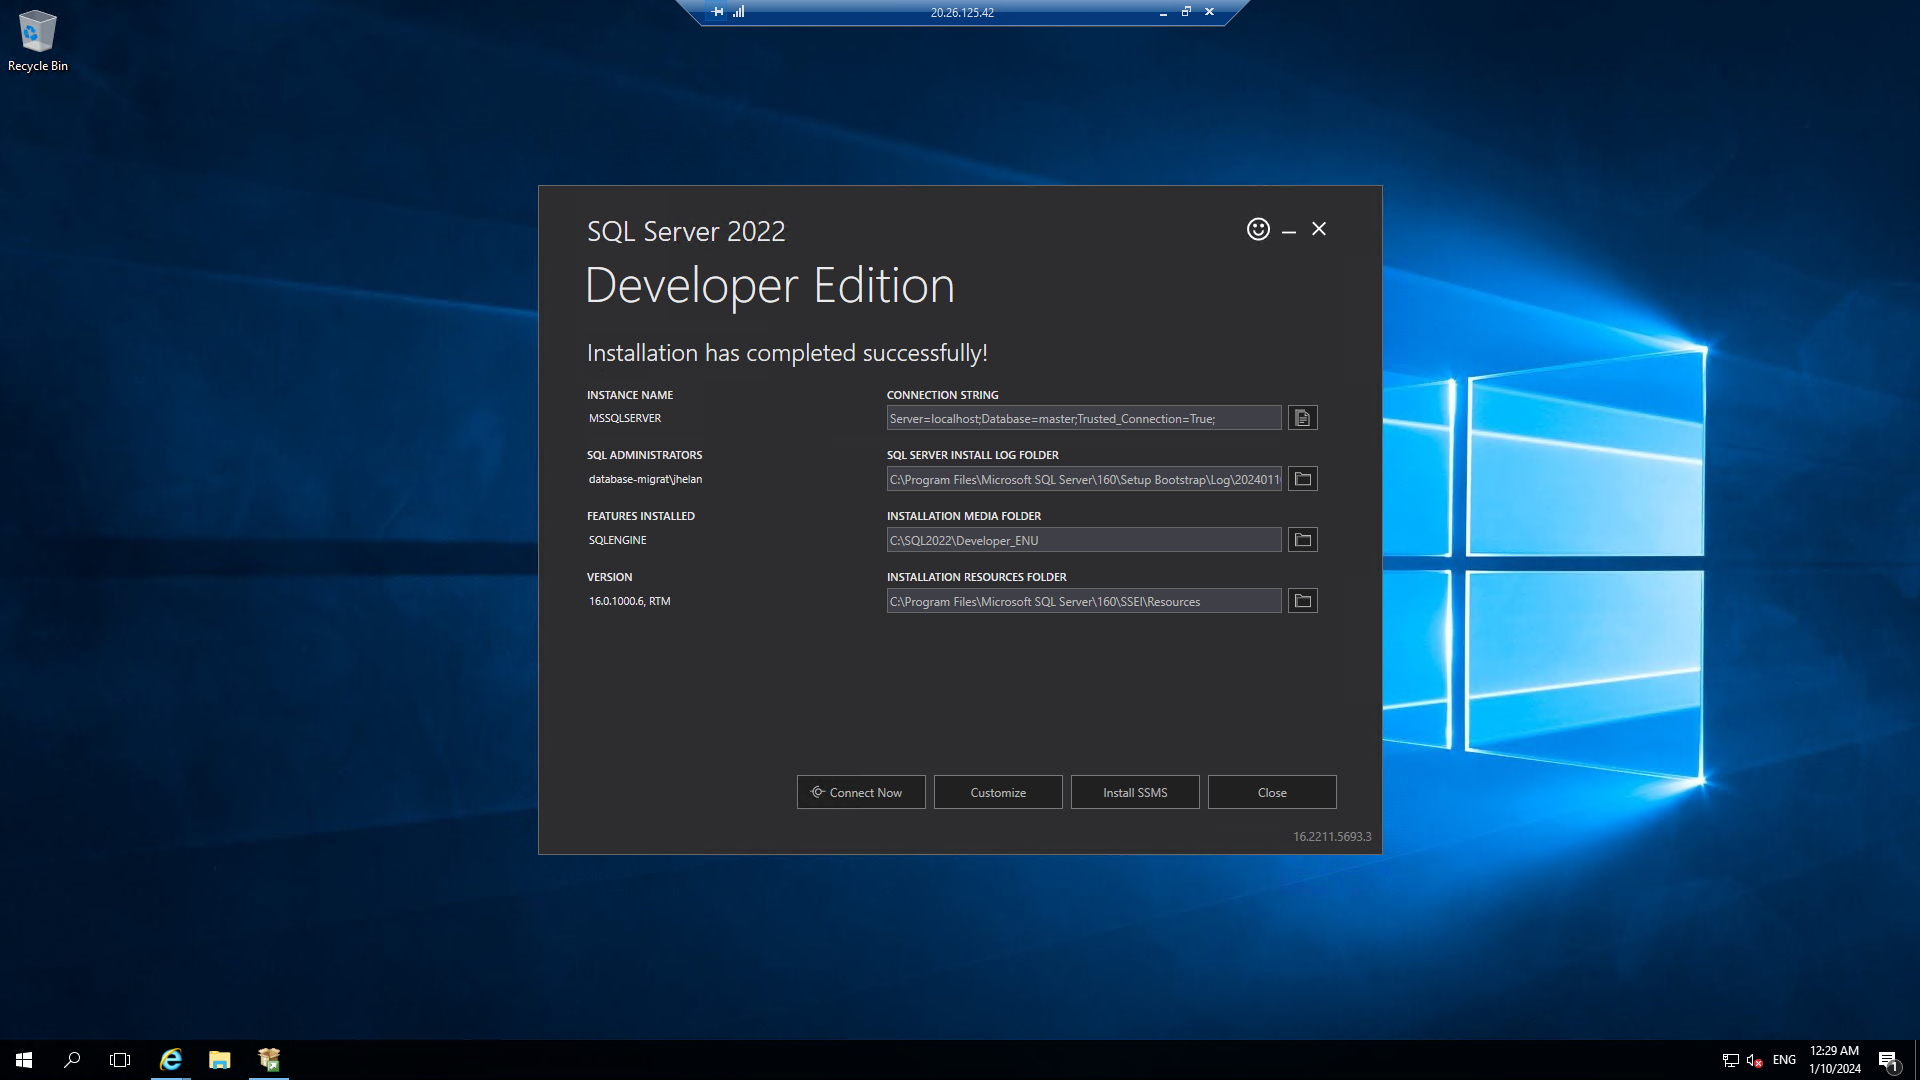 20.26.125.42
Recycle Bin
SQL Server 2022
Developer Edition
Installation has completed successfully!
INSTANCE NAME
MSSQLSERVER
CONNECTION STRING
Server=localhost;Database=master;Trusted_Connection=True;
SQL ADMINISTRATORS
database-migrat\jhelan
SQL SERVER INSTALL LOG FOLDER
C:\Program Files\Microsoft SQL Server\160\Setup Bootstrap\Log\2024011
FEATURES INSTALLED
SQLENGINE
INSTALLATION MEDIA FOLDER
C:\SQL2022\Developer_ENU
VERSION
16.0.1000.6, RTM
INSTALLATION RESOURCES FOLDER
C:\Program Files\Microsoft SQL Server\160\SSEI\Resources
Connect Now
Customize
Install SSMS
Close
16.2211.5693.3
ENG
12:29 AM
1/10/2024
1